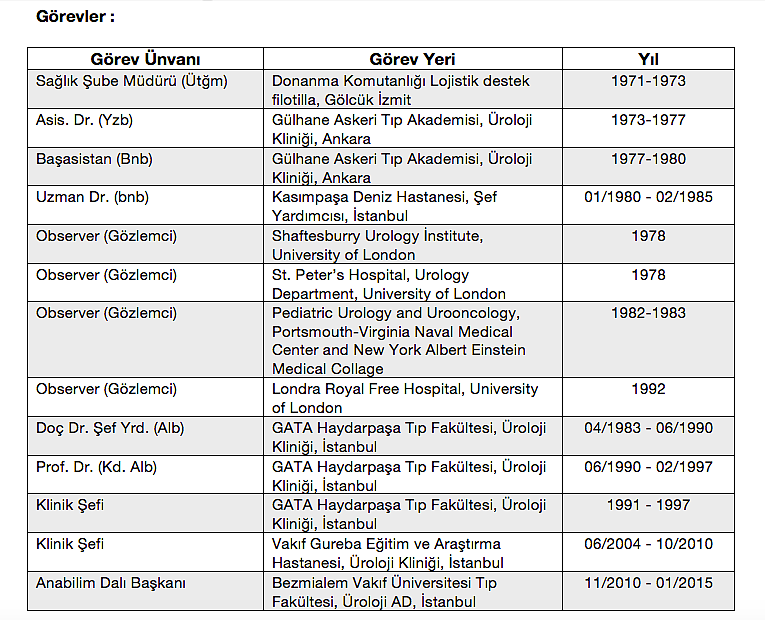 Görevler :
Görev Ünvanı Görev Yeri Yıl
Sağlık Şube Müdürü (Ütğm) Donanma Komutanlığı Lojistik destek 1971-1973
filotilla, Gölcük İzmit
Asis. Dr. (Yzb) Gülhane Askeri Tıp Akademisi, Üroloji 1973-1977
Kliniği, Ankara
Başasistan (Bnb) Gülhane Askeri Tıp Akademisi, Üroloji 1977-1980
Kliniği, Ankara
Uzman Dr. (bnb) Kasımpaşa Deniz Hastanesi, Şef 01/1980 - 02/1985
Yardımcısı, İstanbul
Observer (Gözlemci) Shaftesburry Urology İnstitute, 1978
University of London
Observer (Gözlemci) St. Peter's Hospital, Urology 1978
Department, University of London
Observer (Gözlemci) Pediatric Urology and Urooncology, 1982-1983
Portsmouth-Virginia Naval Medical
Center and New York Albert Einstein
Medical Collage
Observer (Gözlemci) Londra Royal Free Hospital, University 1992
of London
Doç Dr. Şef Yrd. (Alb) GATA Haydarpaşa Tıp Fakültesi, Üroloji 04/1983 - 06/1990
Kliniği, İstanbul
Prof. Dr. (Kd. Alb) GATA Haydarpaşa Tıp Fakültesi, Üroloji 06/1990 - 02/1997
Kliniği, İstanbul
Klinik Şefi GATA Haydarpaşa Tıp Fakültesi, Üroloji 1991 - 1997
Kliniği, İstanbul
Klinik Şefi Vakıf Gureba Eğitim ve Araştırma 06/2004 - 10/2010
Hastanesi, Üroloji Kliniği, İstanbul
Anabilim Dalı Başkanı Bezmialem Vakıf Üniversitesi Tıp 11/2010 - 01/2015
Fakültesi, Üroloji AD, İstanbul